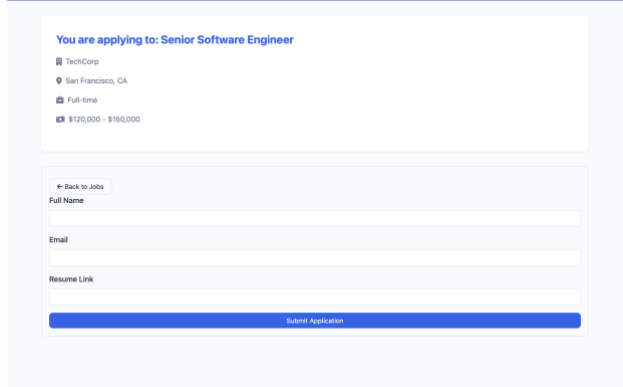 You are applying to: Senior Software Engineer
TechCorp
San Francisco, CA
Full-time
$120,000 - $150,000
← Back to Jobs
Full Name
Email
Resume Link
Submit Application